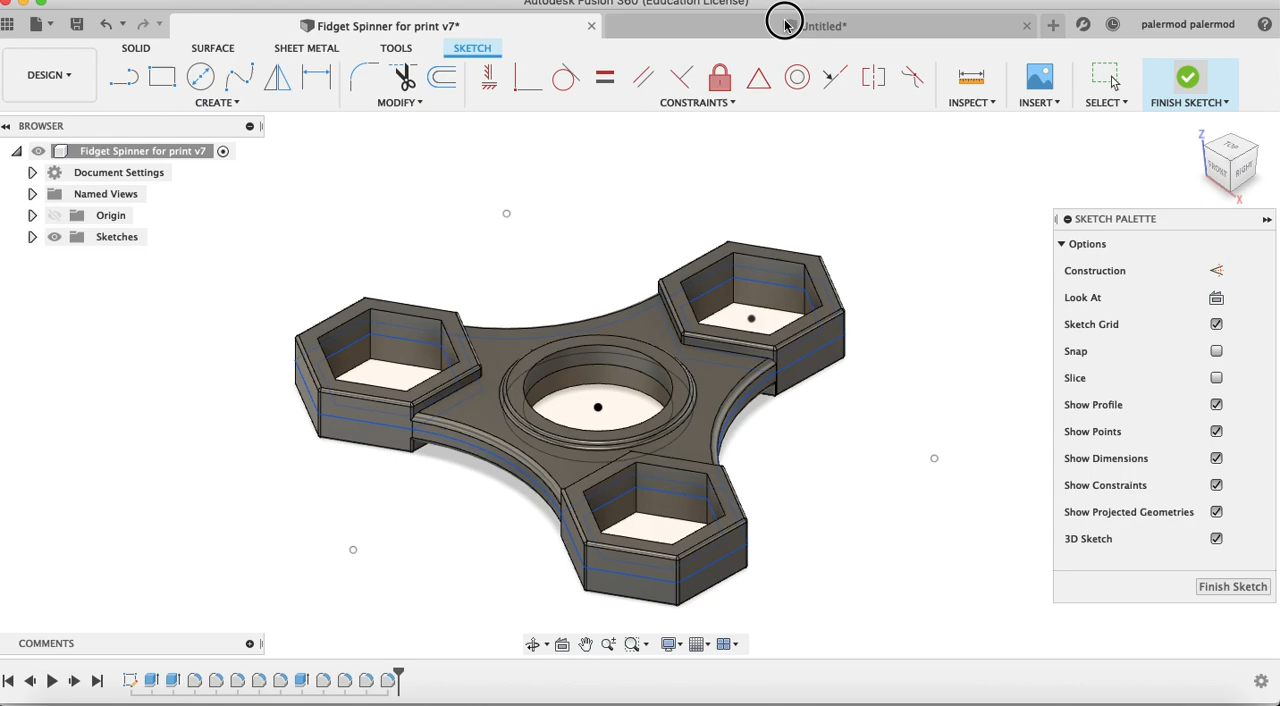 Autodesk Fusion 360 (Education License)
Fidget Spinner for print v7*
Untitled*
palermod palermod
SOLID SURFACE SHEET METAL TOOLS SKETCH
DESIGN
CREATE MODIFY CONSTRAINTS INSPECT INSERT SELECT FINISH SKETCH
BROWSER
Fidget Spinner for print v7
Document Settings
Named Views
Origin
Sketches
Z
TOP
FRONT
RIGHT
X
SKETCH PALETTE
Options
Construction
Look At
Sketch Grid
Snap
Slice
Show Profile
Show Points
Show Dimensions
Show Constraints
Show Projected Geometries
3D Sketch
Finish Sketch
COMMENTS